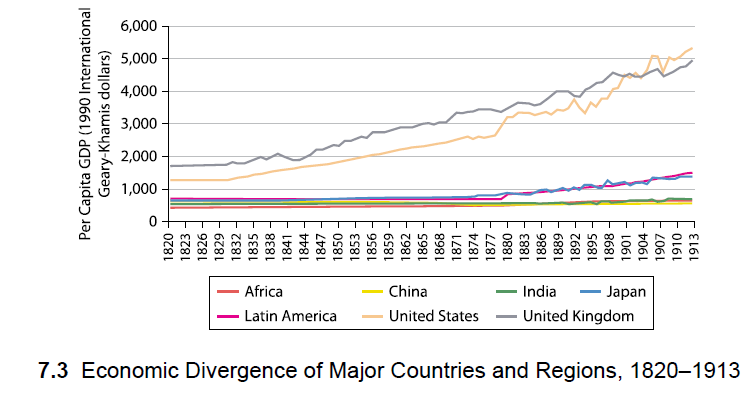 Per Capita GDP (1990 International
Geary-Khamis dollars)
6,000
5,000
4,000
3,000
2,000
1,000
0
1820 1823 1826 1829 1832 1835 1838 1841 1844 1847 1850 1853 1856 1859 1862 1865 1868 1871 1874 1877 1880 1883 1886 1889 1892 1895 1898 1901 1904 1907 1910 1913
Africa China India Japan
Latin America United States United Kingdom
7.3 Economic Divergence of Major Countries and Regions, 1820–1913